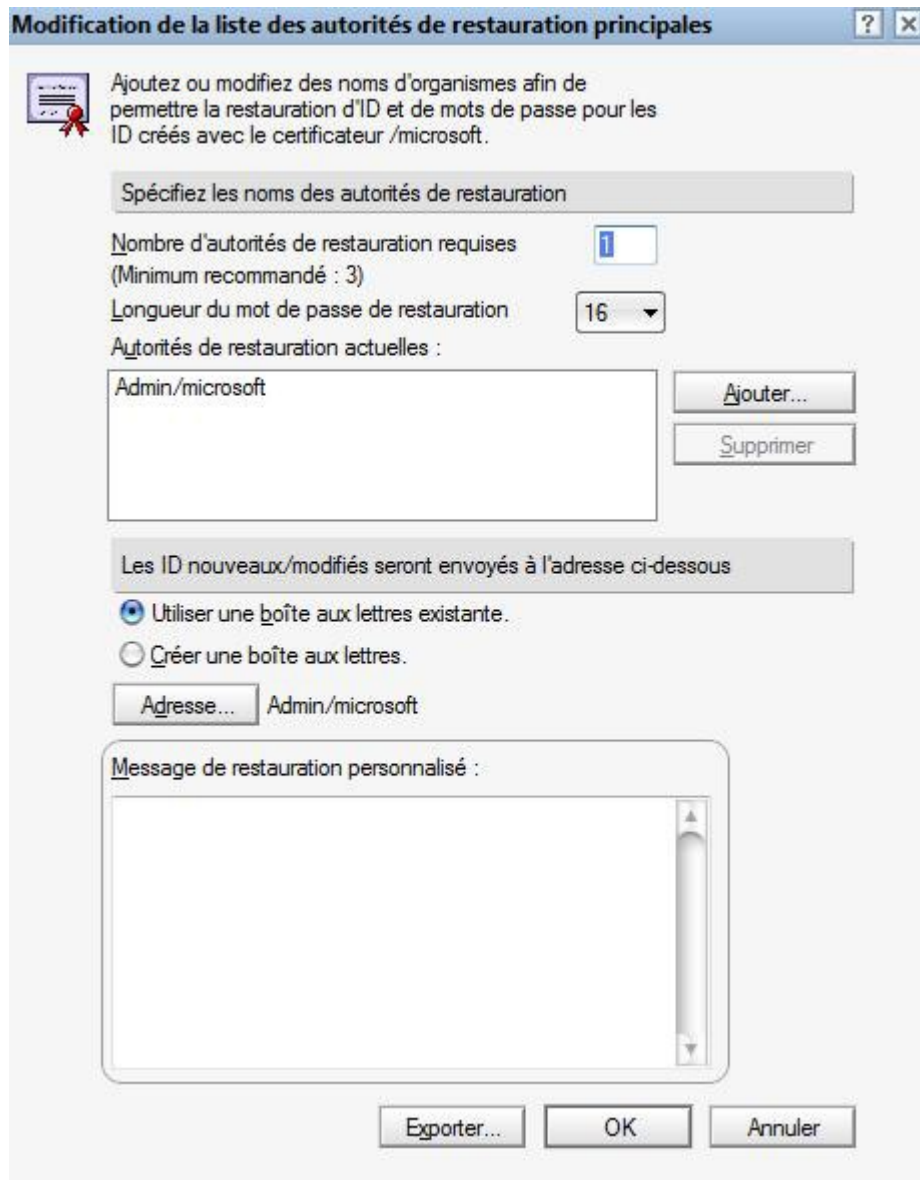 Modification de la liste des autorités de restauration principales
Ajoutez ou modifiez des noms d'organismes afin de
permettre la restauration d'ID et de mots de passe pour les
ID créés avec le certificateur /microsoft.
Spécifiez les noms des autorités de restauration
Nombre d'autorités de restauration requises 1
(Minimum recommandé : 3)
Longueur du mot de passe de restauration 16
Autorités de restauration actuelles :
Admin/microsoft
Ajouter...
Supprimer
Les ID nouveaux/modifiés seront envoyés à l'adresse ci-dessous
Utiliser une boîte aux lettres existante.
Créer une boîte aux lettres.
Adresse... Admin/microsoft
Message de restauration personnalisé :
Exporter... OK Annuler